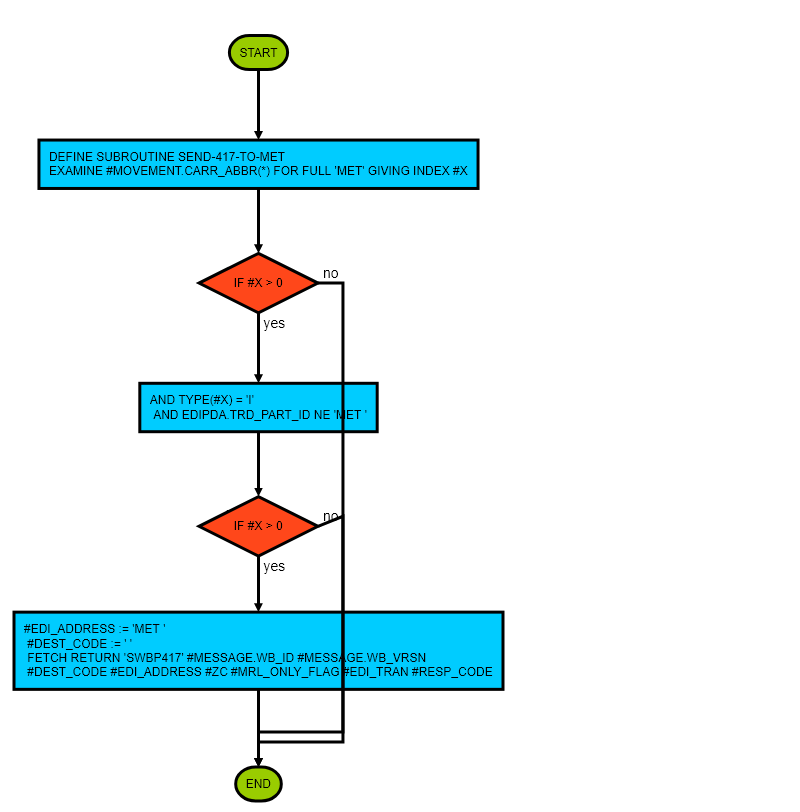 START
DEFINE SUBROUTINE SEND-417-TO-MET
EXAMINE #MOVEMENT.CARR_ABBR(*) FOR FULL 'MET' GIVING INDEX #X
IF #X > 0
no
yes
AND TYPE(#X) = 'I'
AND EDIPDA.TRD_PART_ID NE 'MET '
IF #X > 0
no
yes
#EDI_ADDRESS := 'MET '
#DEST_CODE := ' '
FETCH RETURN 'SWBP417' #MESSAGE.WB_ID #MESSAGE.WB_VRSN
#DEST_CODE #EDI_ADDRESS #ZC #MRL_ONLY_FLAG #EDI_TRAN #RESP_CODE
END